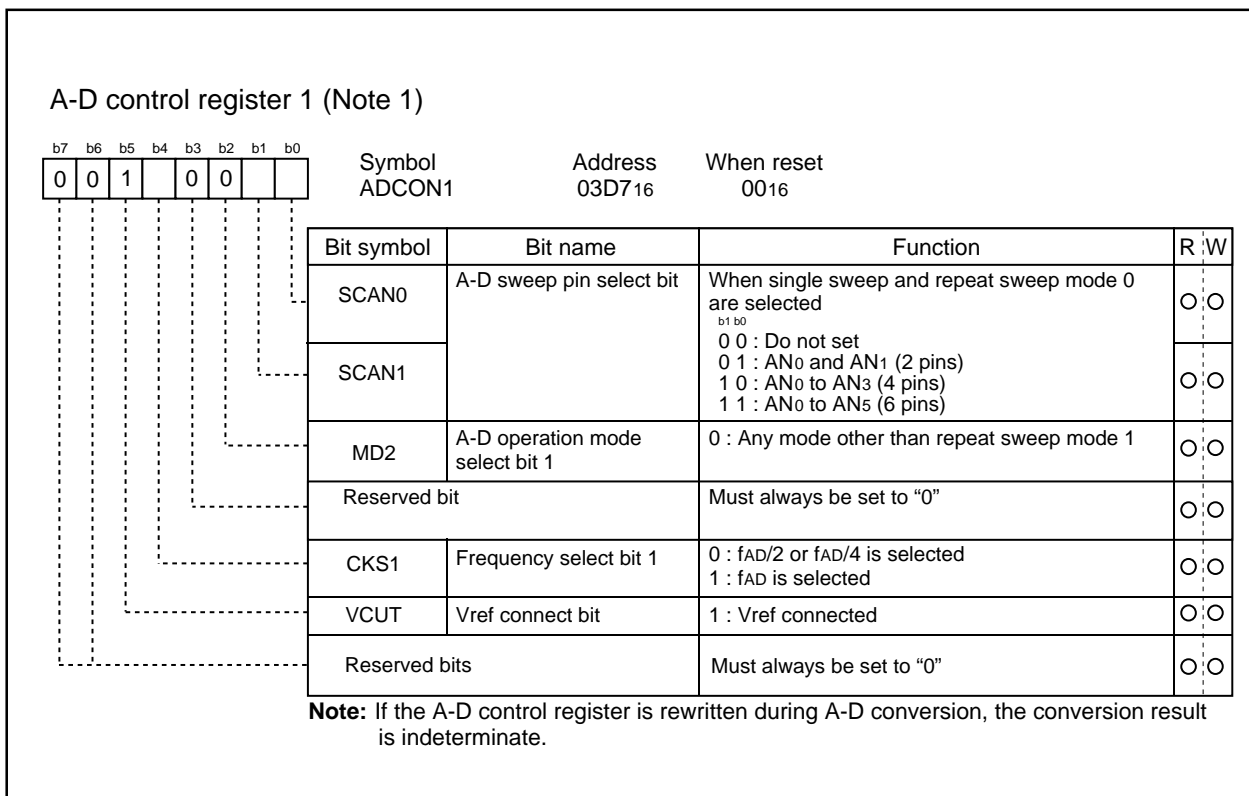 A-D control register 1 (Note 1)
b7 b6 b5 b4 b3 b2 b1 b0
0 0 1 0 0
Symbol Address When reset
ADCON1 03D716 0016
Bit symbol Bit name Function R W
SCAN0 A-D sweep pin select bit When single sweep and repeat sweep mode 0
are selected
b1 b0
0 0 : Do not set
0 1 : AN0 and AN1 (2 pins)
SCAN1 1 0 : AN0 to AN3 (4 pins)
1 1 : AN0 to AN5 (6 pins)
MD2 A-D operation mode
select bit 1 0 : Any mode other than repeat sweep mode 1
Reserved bit Must always be set to “0”
CKS1 Frequency select bit 1 0 : fAD/2 or fAD/4 is selected
1 : fAD is selected
VCUT Vref connect bit 1 : Vref connected
Reserved bits Must always be set to “0”
Note: If the A-D control register is rewritten during A-D conversion, the conversion result
is indeterminate.